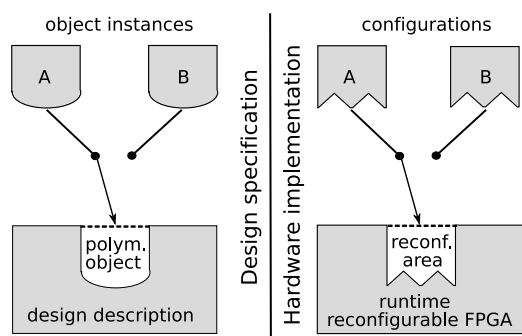 object instances
A
B
polym.
object
design description
Design specification
Hardware implementation
configurations
A
B
reconf.
area
runtime
reconfigurable FPGA